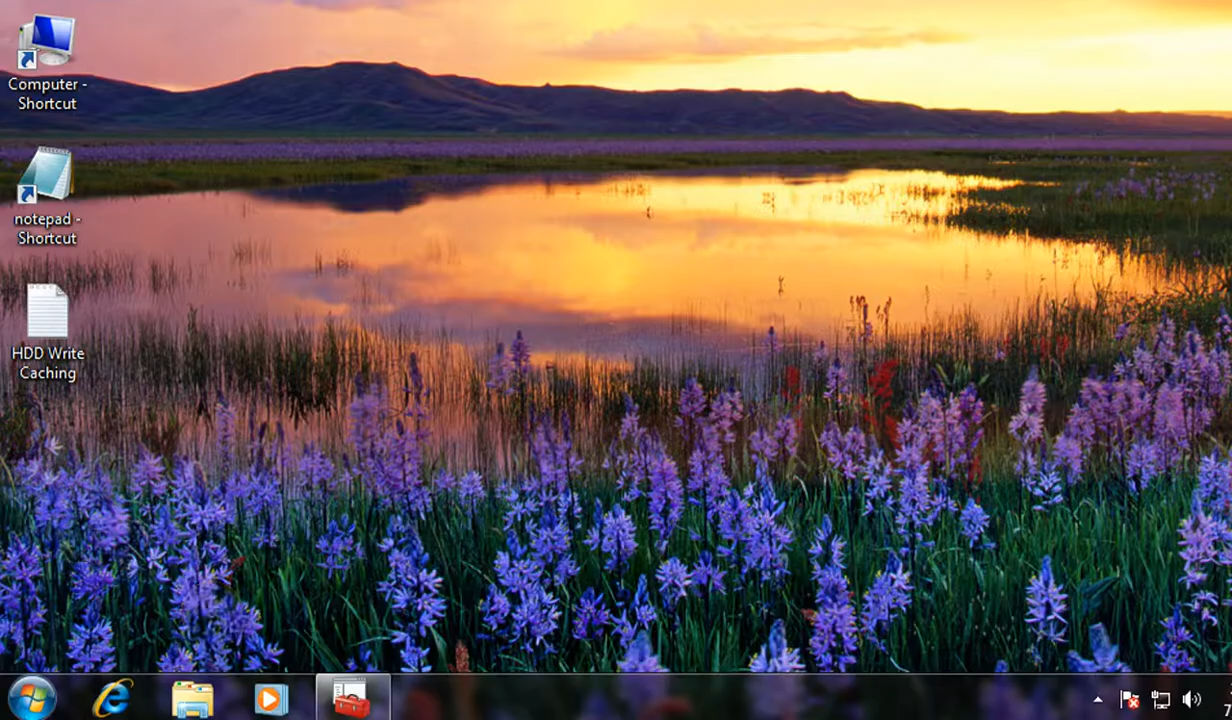 Computer -
Shortcut
notepad -
Shortcut
HDD Write
Caching